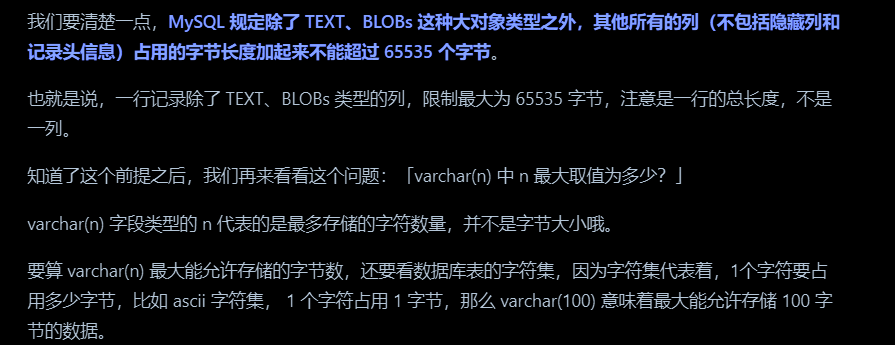 我们要清楚一点，MySQL 规定除了 TEXT、BLOBs 这种大对象类型之外，其他所有的列（不包括隐藏列和
记录头信息）占用的字节长度加起来不能超过 65535 个字节。
也就是说，一行记录除了 TEXT、BLOBs 类型的列，限制最大为 65535 字节，注意是一行的总长度，不是
一列。
知道了这个前提之后，我们再来看看这个问题：「varchar(n) 中 n 最大取值为多少？」
varchar(n) 字段类型的 n 代表的是最多存储的字符数量，并不是字节大小哦。
要算 varchar(n) 最大能允许存储的字节数，还要看数据库表的字符集，因为字符集代表着，1个字符要占
用多少字节，比如 ascii 字符集， 1 个字符占用 1 字节，那么 varchar(100) 意味着最大能允许存储 100 字
节的数据。